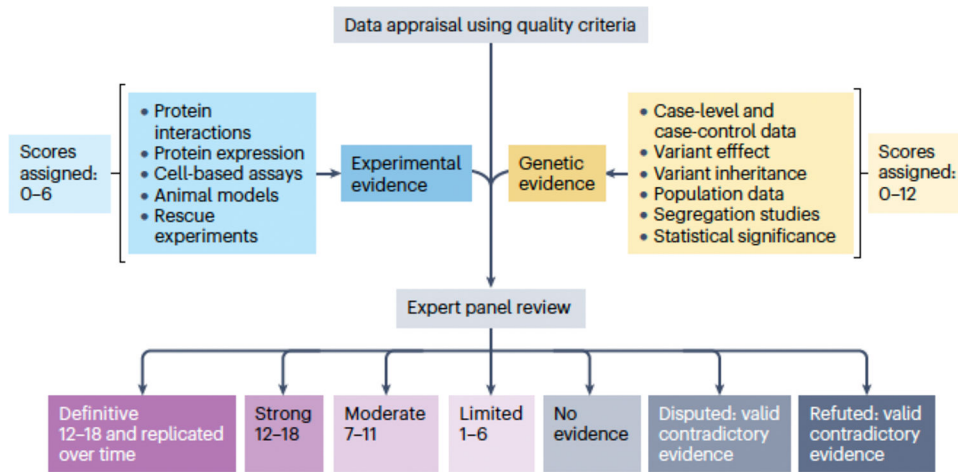 Data appraisal using quality criteria
Scores
assigned:
0–6
• Protein
interactions
• Protein expression
• Cell-based assays
• Animal models
• Rescue
experiments
Experimental
evidence
Genetic
evidence
• Case-level and
case-control data
• Variant efffect
• Variant inheritance
• Population data
• Segregation studies
• Statistical significance
Scores
assigned:
0–12
Expert panel review
Definitive
12–18 and replicated
over time
Strong
12–18
Moderate
7–11
Limited
1–6
No
evidence
Disputed: valid
contradictory
evidence
Refuted: valid
contradictory
evidence